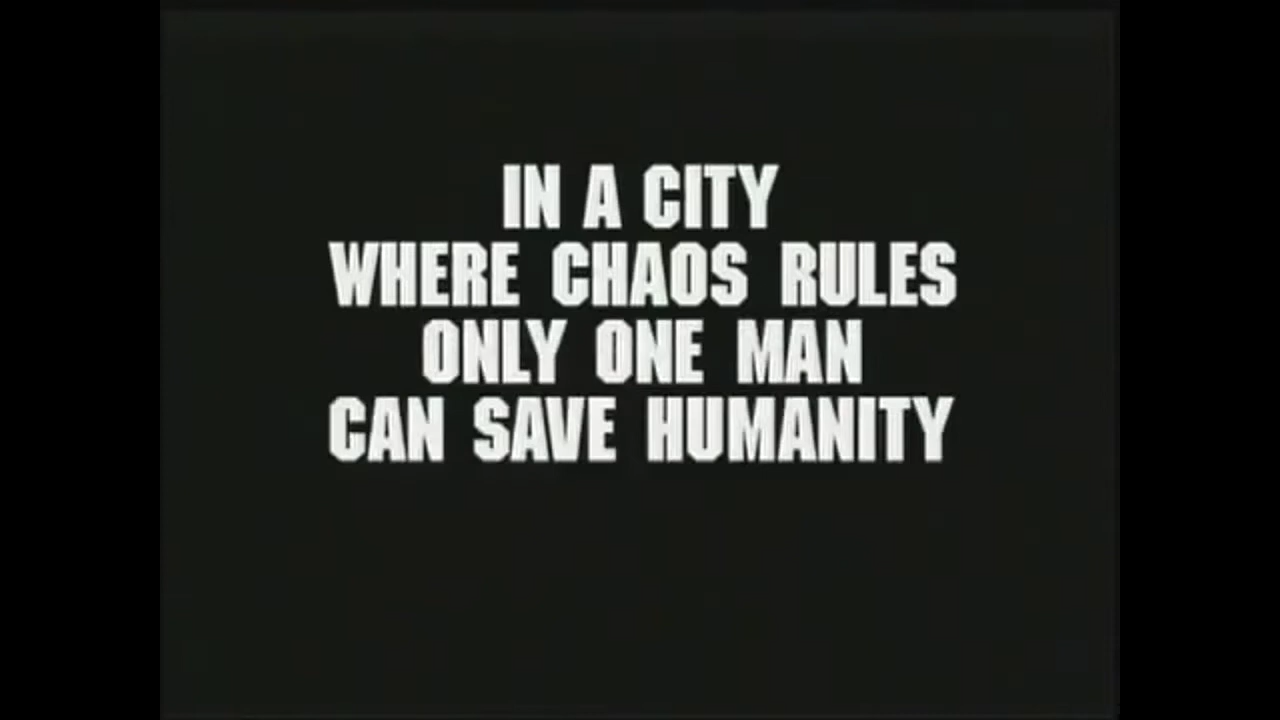 IN A CITY
WHERE CHAOS RULES
ONLY ONE MAN
CAN SAVE HUMANITY